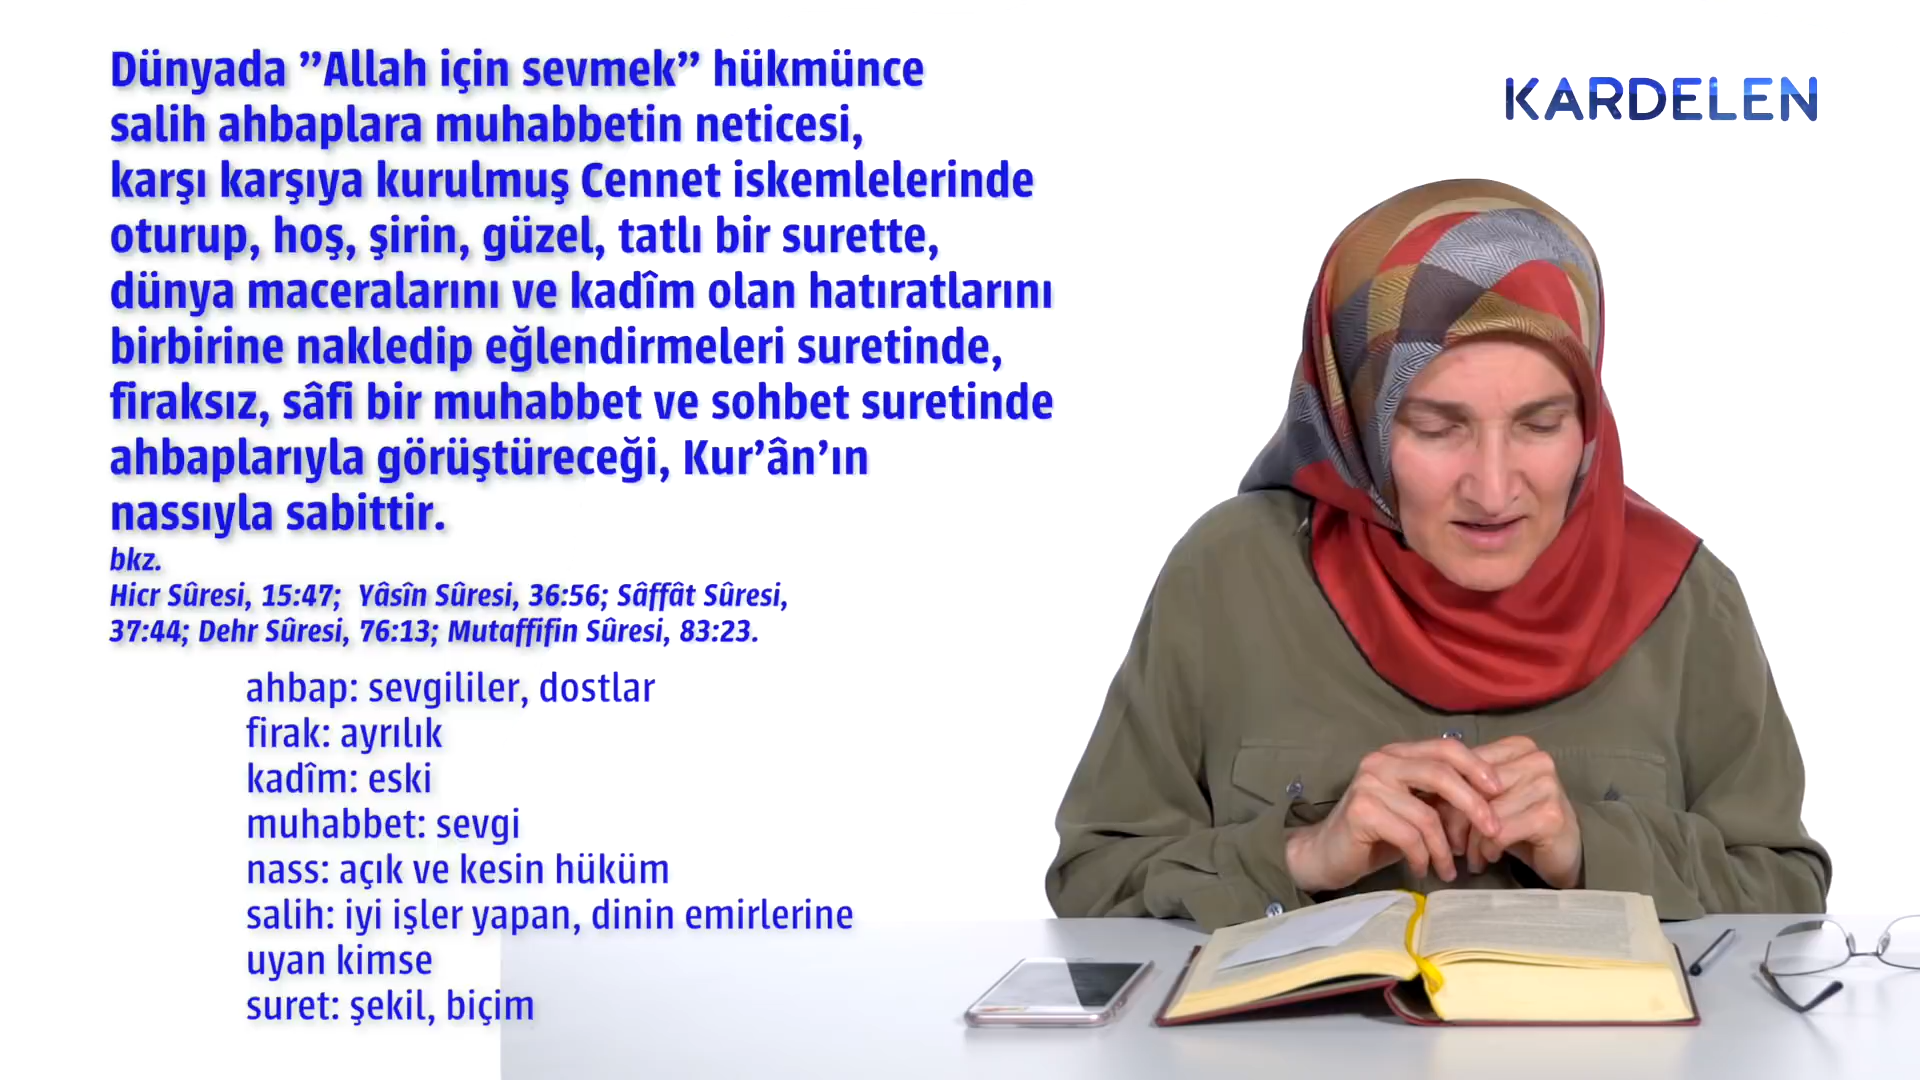 Dünyada ”Allah için sevmek” hükmünce
salih ahbaplara muhabbetin neticesi,
karşı karşıya kurulmuş Cennet iskemlelerinde
oturup, hoş, şirin, güzel, tatlı bir surette,
dünya maceralarını ve kadîm olan hatıratlarını
birbirine nakledip eğlendirmeleri suretinde,
firaksız, sâfi bir muhabbet ve sohbet suretinde
ahbaplarıyla görüştüreceği, Kur’ân’ın
nassıyla sabittir.
bkz.
Hicr Sûresi, 15:47;  Yâsîn Sûresi, 36:56; Sâffât Sûresi,
37:44; Dehr Sûresi, 76:13; Mutaffifin Sûresi, 83:23.
ahbap: sevgililer, dostlar
firak: ayrılık
kadîm: eski
muhabbet: sevgi
nass: açık ve kesin hüküm
salih: iyi işler yapan, dinin emirlerine
uyan kimse
suret: şekil, biçim
KARDELEN